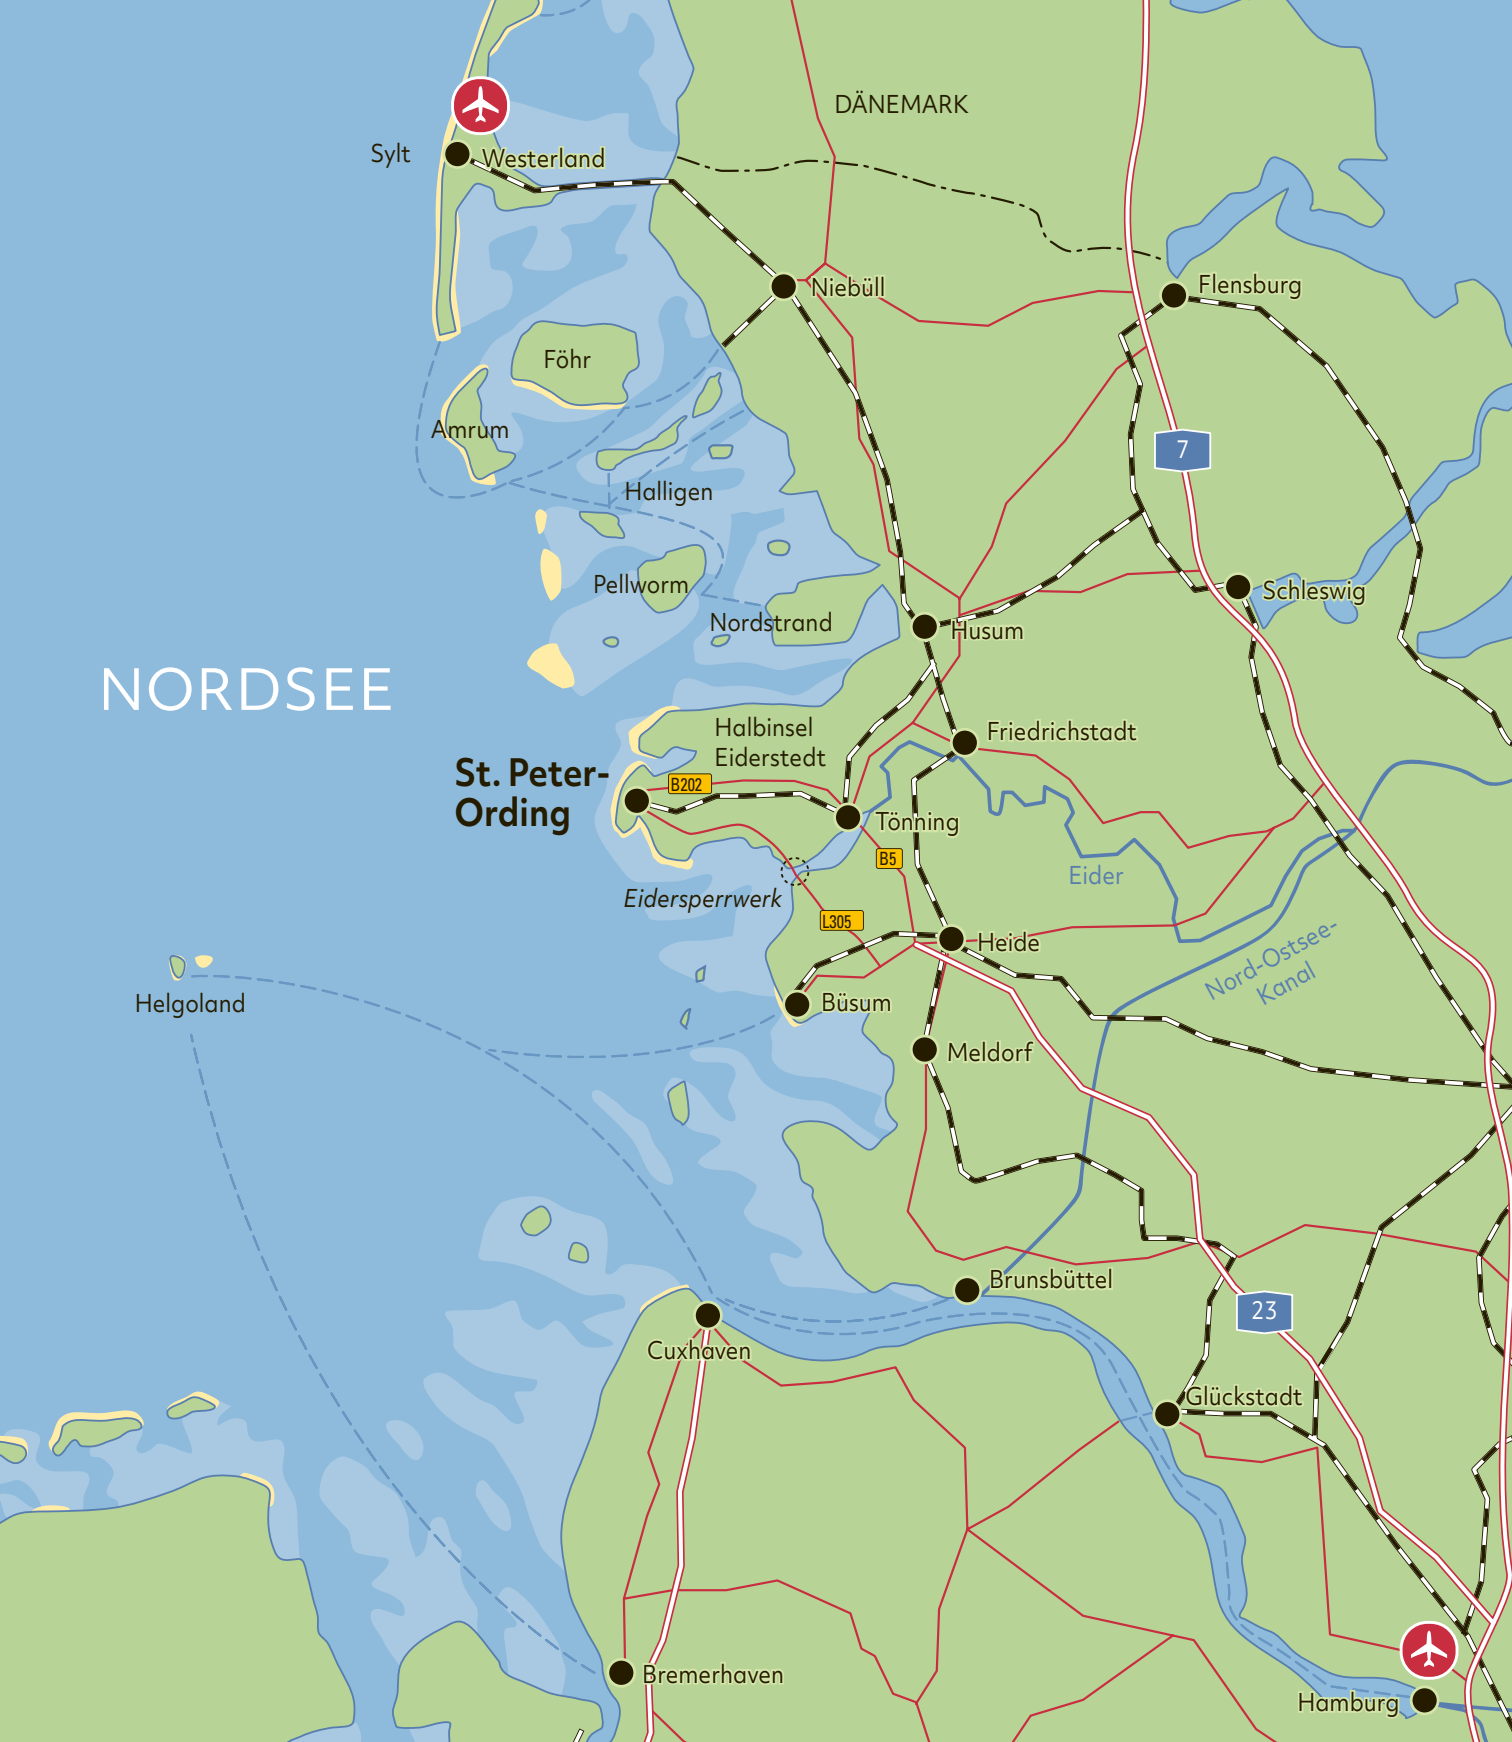 DÄNEMARK
Sylt
Westerland
Niebüll
Flensburg
Föhr
Amrum
7
Halligen
Pellworm
Schleswig
Nordstrand
Husum
NORDSEE
Halbinsel
Eiderstedt
Friedrichstadt
St. Peter-
Ording
B202
Tönning
B5
Eider
Eidersperrwerk
L305
Heide
Nord-Ostsee-
Kanal
Helgoland
Büsum
Meldorf
Brunsbüttel
23
Cuxhaven
Glückstadt
Bremerhaven
Hamburg